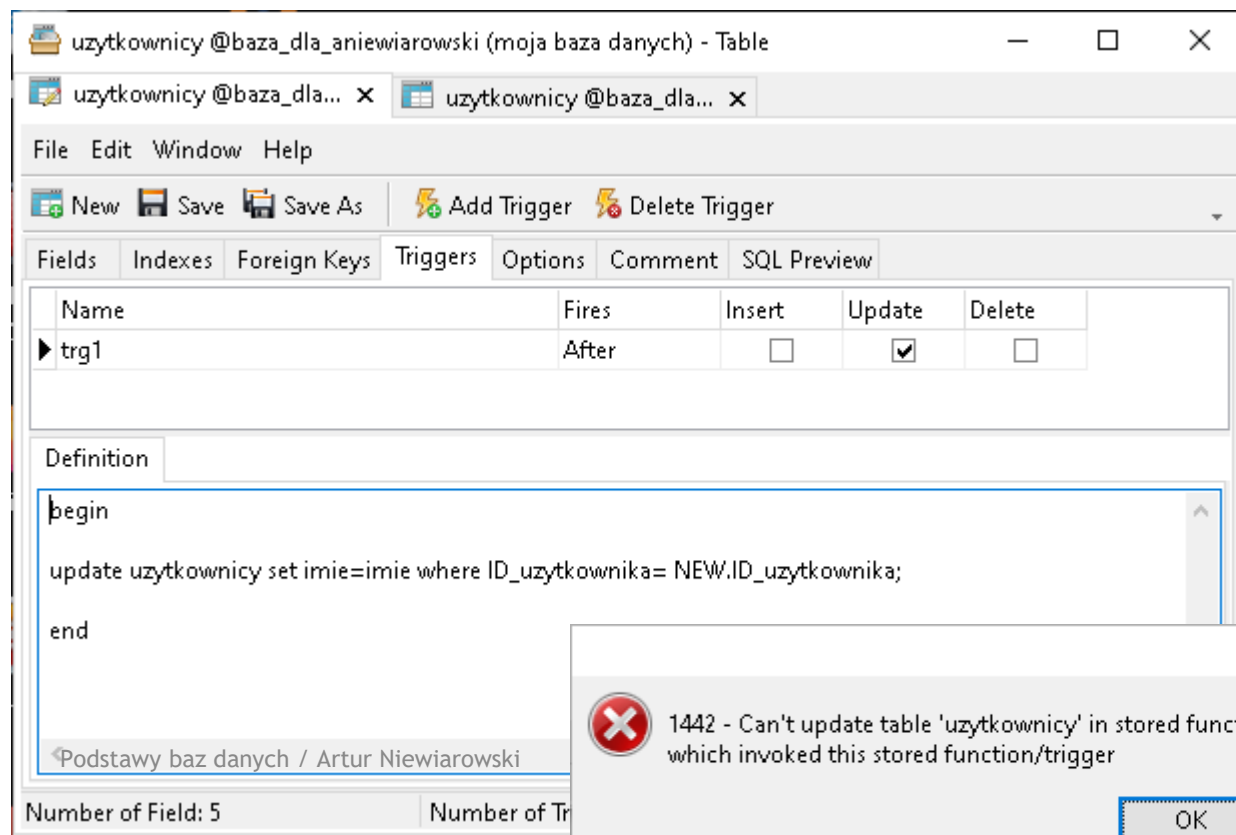 uzytkownicy @baza_dla_aniewiarowski (moja baza danych) - Table
uzytkownicy @baza_dla... uzytkownicy @baza_dla...
File Edit Window Help
New Save Save As Add Trigger Delete Trigger
Fields Indexes Foreign Keys Triggers Options Comment SQL Preview
Name Fires Insert Update Delete
trg1 After
Definition
begin
update uzytkownicy set imie=imie where ID_uzytkownika= NEW.ID_uzytkownika;
end
1442 - Can't update table 'uzytkownicy' in stored funct
which invoked this stored function/trigger
OK
Podstawy baz danych / Artur Niewiarowski
Number of Field: 5 Number of Tr